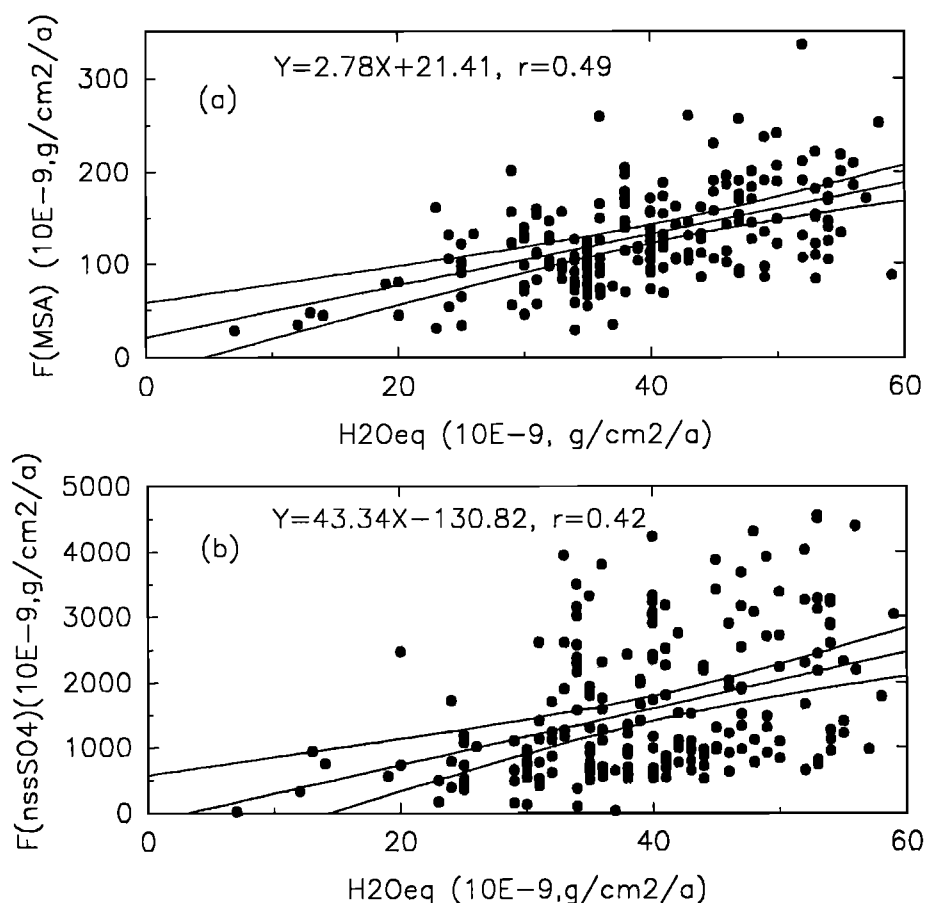 F(MSA) (10E-9,g/cm2/a)
300
200
100
0
Y=2.78X+21.41, r=0.49
(a)
0 20 40 60
H2Oeq (10E-9, g/cm2/a)
F(nssSO4)(10E-9,g/cm2/a)
5000
4000
3000
2000
1000
0
Y=43.34X-130.82, r=0.42
(b)
0 20 40 60
H2Oeq (10E-9,g/cm2/a)